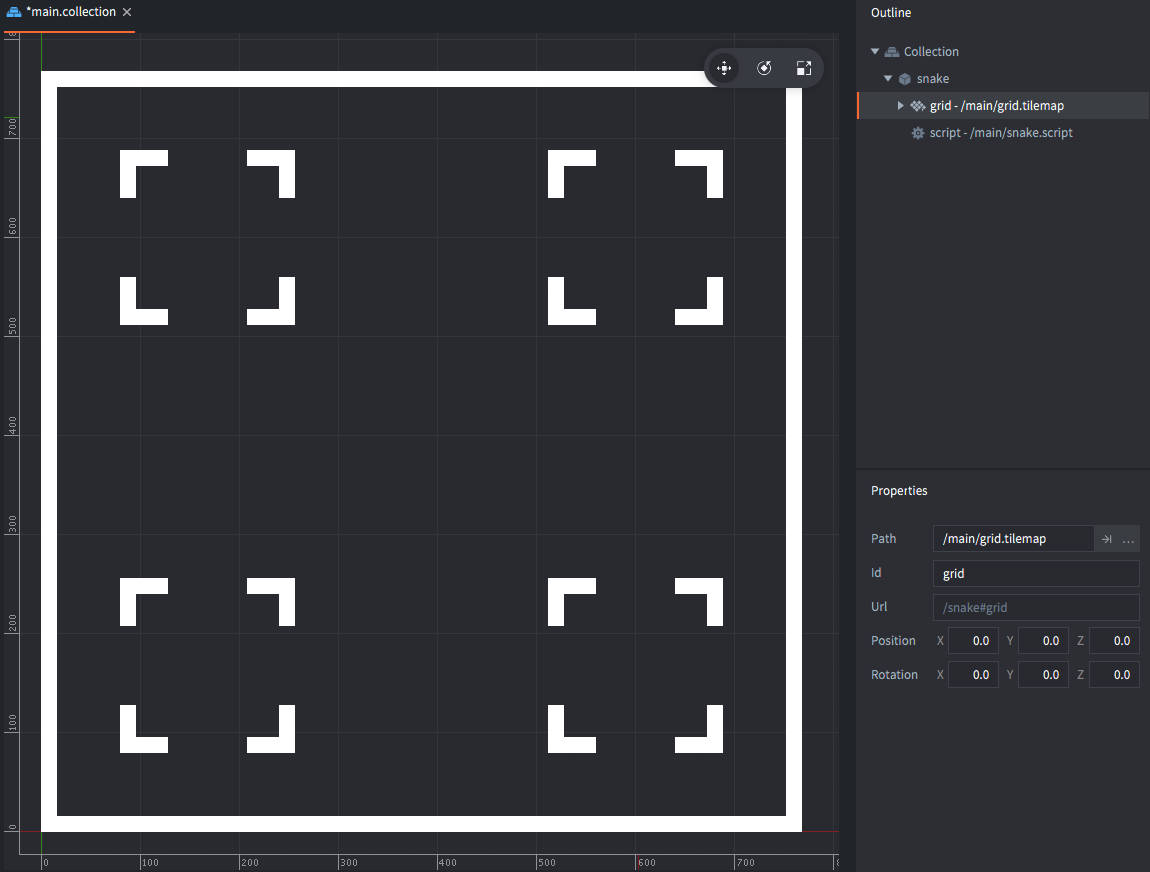 *main.collection
Outline
Collection
snake
grid - /main/grid.tilemap
script - /main/snake.script
700
600
500
400
300
200
100
0
0 100 200 300 400 500 600 700
Properties
Path /main/grid.tilemap ...
Id grid
Url /snake#grid
Position X 0.0 Y 0.0 Z 0.0
Rotation X 0.0 Y 0.0 Z 0.0